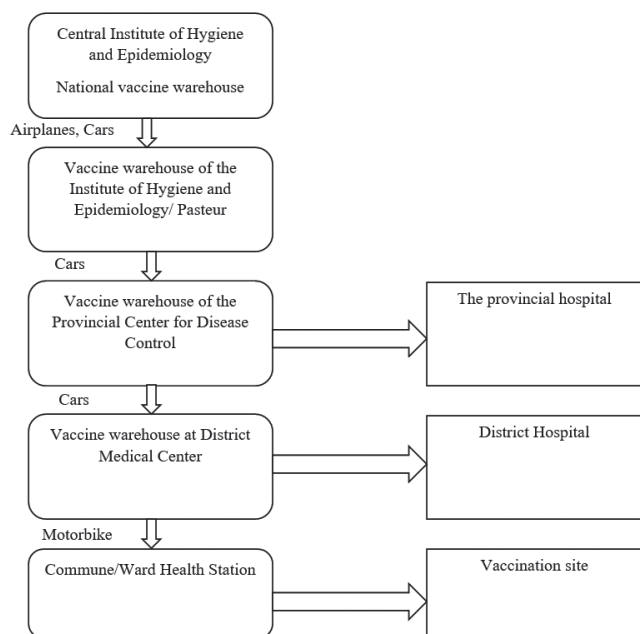 Central Institute of Hygiene
and Epidemiology
National vaccine warehouse
Airplanes, Cars
Vaccine warehouse of the
Institute of Hygiene and
Epidemiology/ Pasteur
Cars
Vaccine warehouse of the
Provincial Center for Disease
Control
The provincial hospital
Cars
Vaccine warehouse at District
Medical Center
District Hospital
Motorbike
Commune/Ward Health Station
Vaccination site